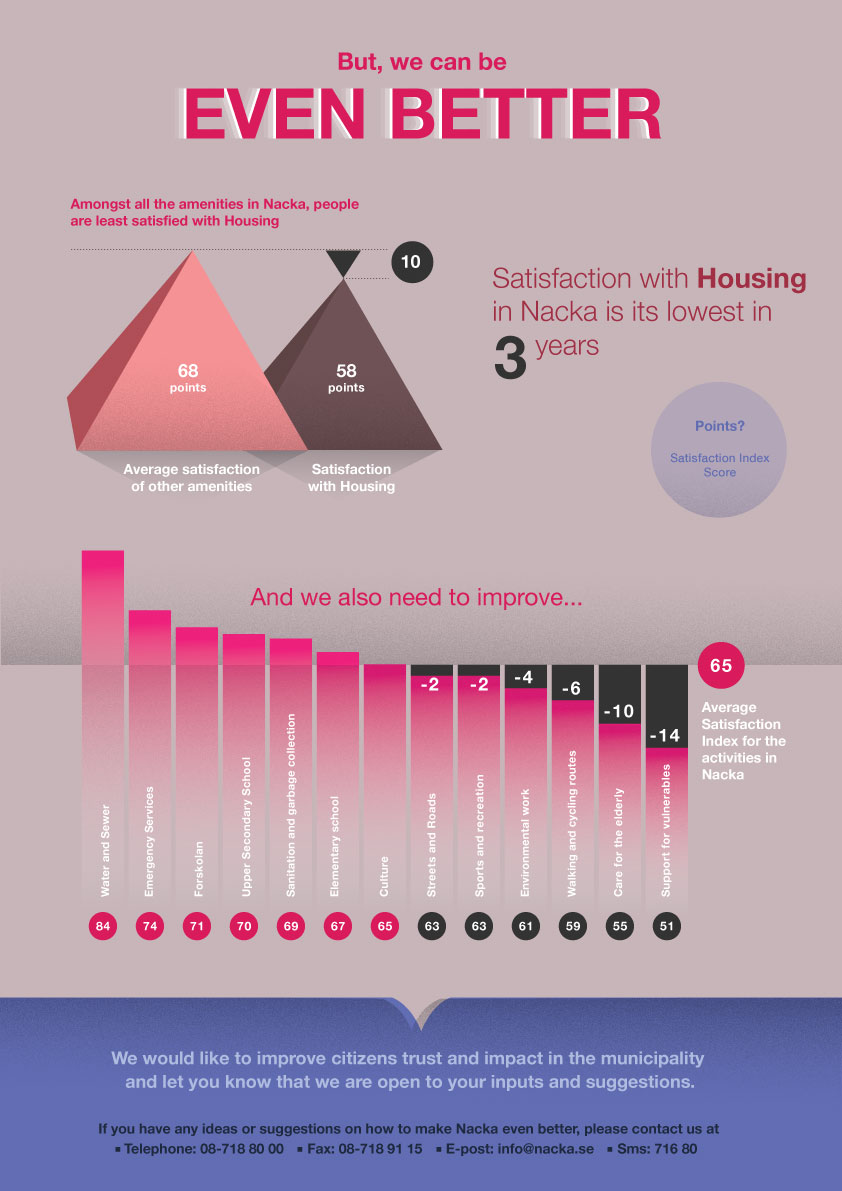 But, we can be
EVEN BETTER
Amongst all the amenities in Nacka, people
are least satisfied with Housing
10
68
points
58
points
Average satisfaction
of other amenities
Satisfaction
with Housing
Satisfaction with Housing
in Nacka is its lowest in
3 years
Points?
Satisfaction Index
Score
And we also need to improve...
-2
-2
-4
-6
-10
-14
65
Average
Satisfaction
Index for the
activities in
Nacka
Water and Sewer
Emergency Services
Forskolan
Upper Secondary School
Sanitation and garbage collection
Elementary school
Culture
Streets and Roads
Sports and recreation
Environmental work
Walking and cycling routes
Care for the elderly
Support for vulnerables
84 74 71 70 69 67 65 63 63 61 59 55 51
We would like to improve citizens trust and impact in the municipality
and let you know that we are open to your inputs and suggestions.
If you have any ideas or suggestions on how to make Nacka even better, please contact us at
▪ Telephone: 08-718 80 00 ▪ Fax: 08-718 91 15 ▪ E-post: info@nacka.se ▪ Sms: 716 80